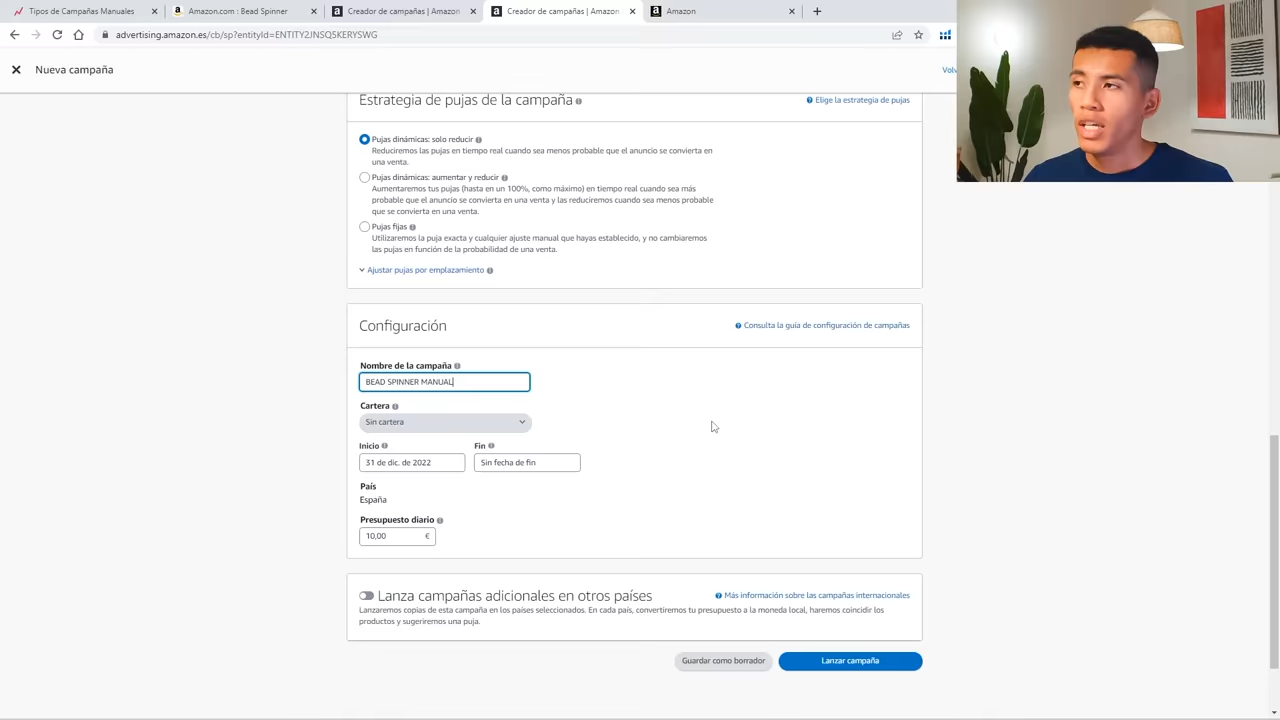 Tipos de Campañas Manuales
Amazon.com : Bead Spinner
Creador de campañas | Amazon
Creador de campañas | Amazon
Amazon
advertising.amazon.es/cb/sp?entityId=ENTITY2JNSQ5KERYSWG
Nueva campaña
Volv
Estrategia de pujas de la campaña
Elige la estrategia de pujas
Pujas dinámicas: solo reducir
Reduciremos las pujas en tiempo real cuando sea menos probable que el anuncio se convierta en
una venta.
Pujas dinámicas: aumentar y reducir
Aumentaremos tus pujas (hasta en un 100%, como máximo) en tiempo real cuando sea más
probable que el anuncio se convierta en una venta y las reduciremos cuando sea menos probable
que se convierta en una venta.
Pujas fijas
Utilizaremos la puja exacta y cualquier ajuste manual que hayas establecido, y no cambiaremos
las pujas en función de la probabilidad de una venta.
Ajustar pujas por emplazamiento
Configuración
Consulta la guía de configuración de campañas
Nombre de la campaña
BEAD SPINNER MANUAL
Cartera
Sin cartera
Inicio
Fin
31 de dic. de 2022
Sin fecha de fin
País
España
Presupuesto diario
10,00 €
Lanza campañas adicionales en otros países
Más información sobre las campañas internacionales
Lanzaremos copias de esta campaña en los países seleccionados. En cada país, convertiremos tu presupuesto a la moneda local, haremos coincidir los
productos y sugeriremos una puja.
Guardar como borrador
Lanzar campaña